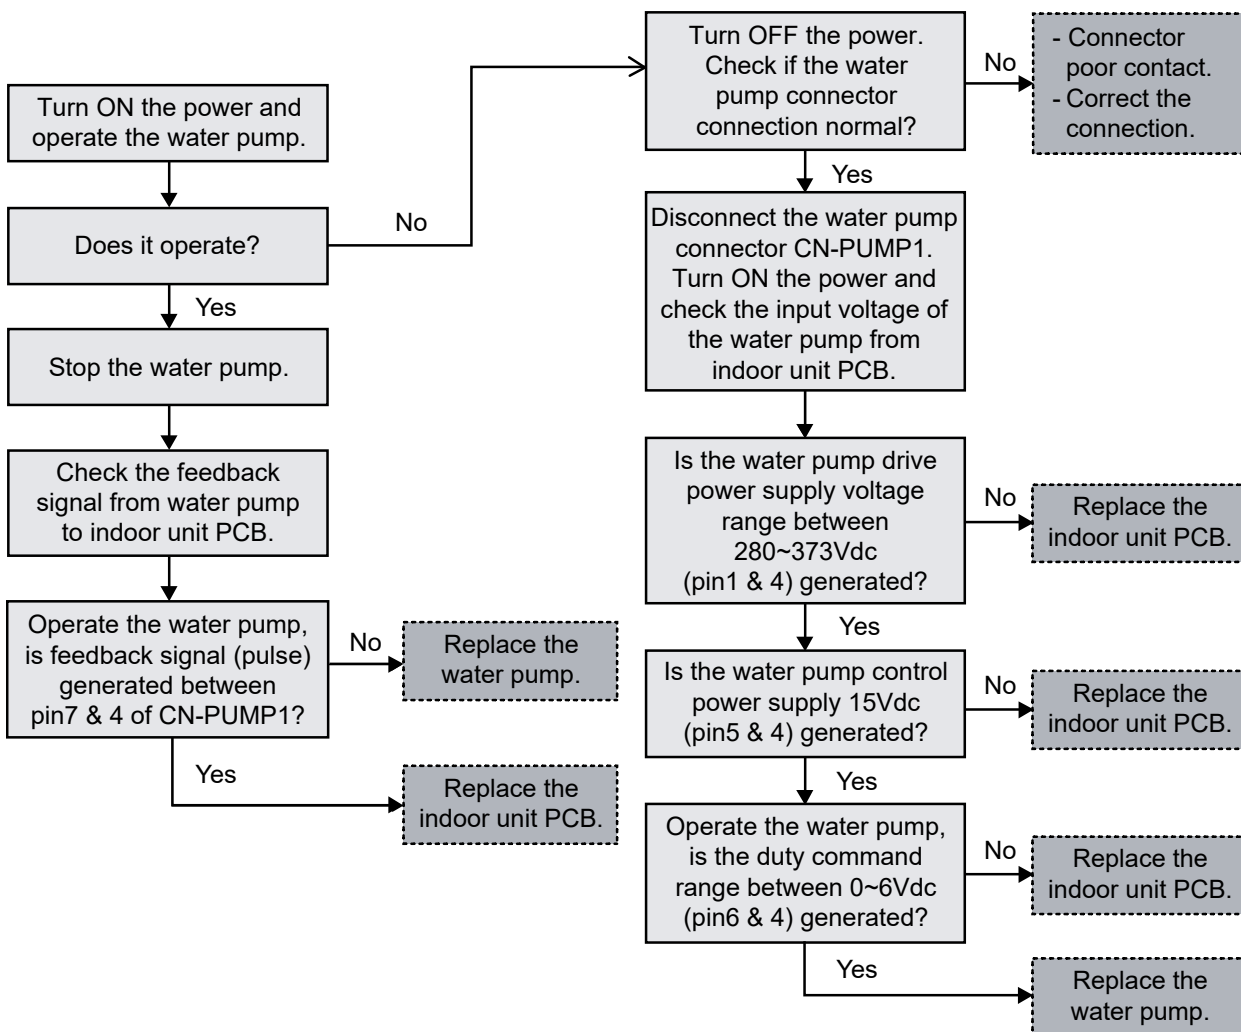 Turn ON the power and
operate the water pump.
Does it operate?
No
Yes
Stop the water pump.
Check the feedback
signal from water pump
to indoor unit PCB.
Operate the water pump,
is feedback signal (pulse)
generated between
pin7 & 4 of CN-PUMP1?
No
Replace the
water pump.
Yes
Replace the
indoor unit PCB.
Turn OFF the power.
Check if the water
pump connector
connection normal?
No
- Connector
poor contact.
- Correct the
connection.
Yes
Disconnect the water pump
connector CN-PUMP1.
Turn ON the power and
check the input voltage of
the water pump from
indoor unit PCB.
Is the water pump drive
power supply voltage
range between
280~373Vdc
(pin1 & 4) generated?
No
Replace the
indoor unit PCB.
Yes
Is the water pump control
power supply 15Vdc
(pin5 & 4) generated?
No
Replace the
indoor unit PCB.
Yes
Operate the water pump,
is the duty command
range between 0~6Vdc
(pin6 & 4) generated?
No
Replace the
indoor unit PCB.
Yes
Replace the
water pump.